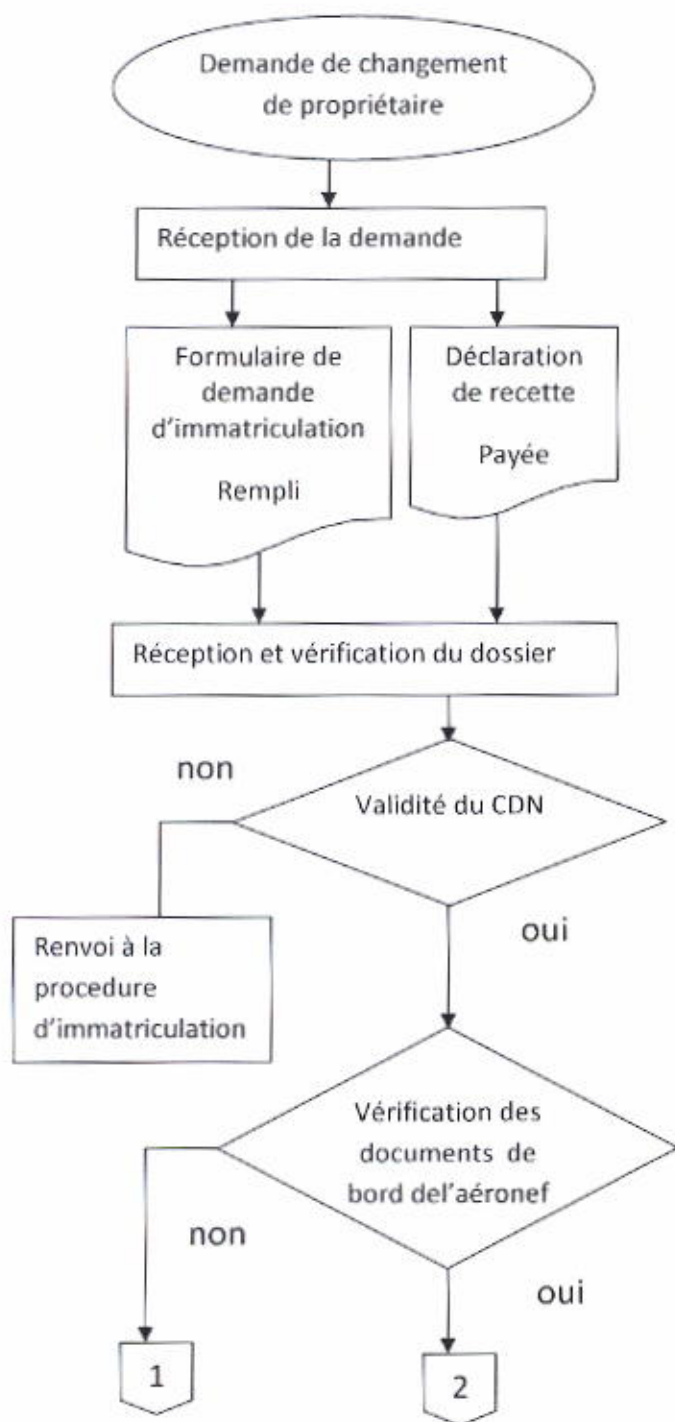 Demande de changement
de propriétaire
Réception de la demande
Formulaire de
demande
d'immatriculation
Rempli
Déclaration
de recette
Payée
Réception et vérification du dossier
non
Validité du CDN
oui
Renvoi à la
procedure
d'immatriculation
Vérification des
documents de
bord del'aéronef
non
oui
1
2